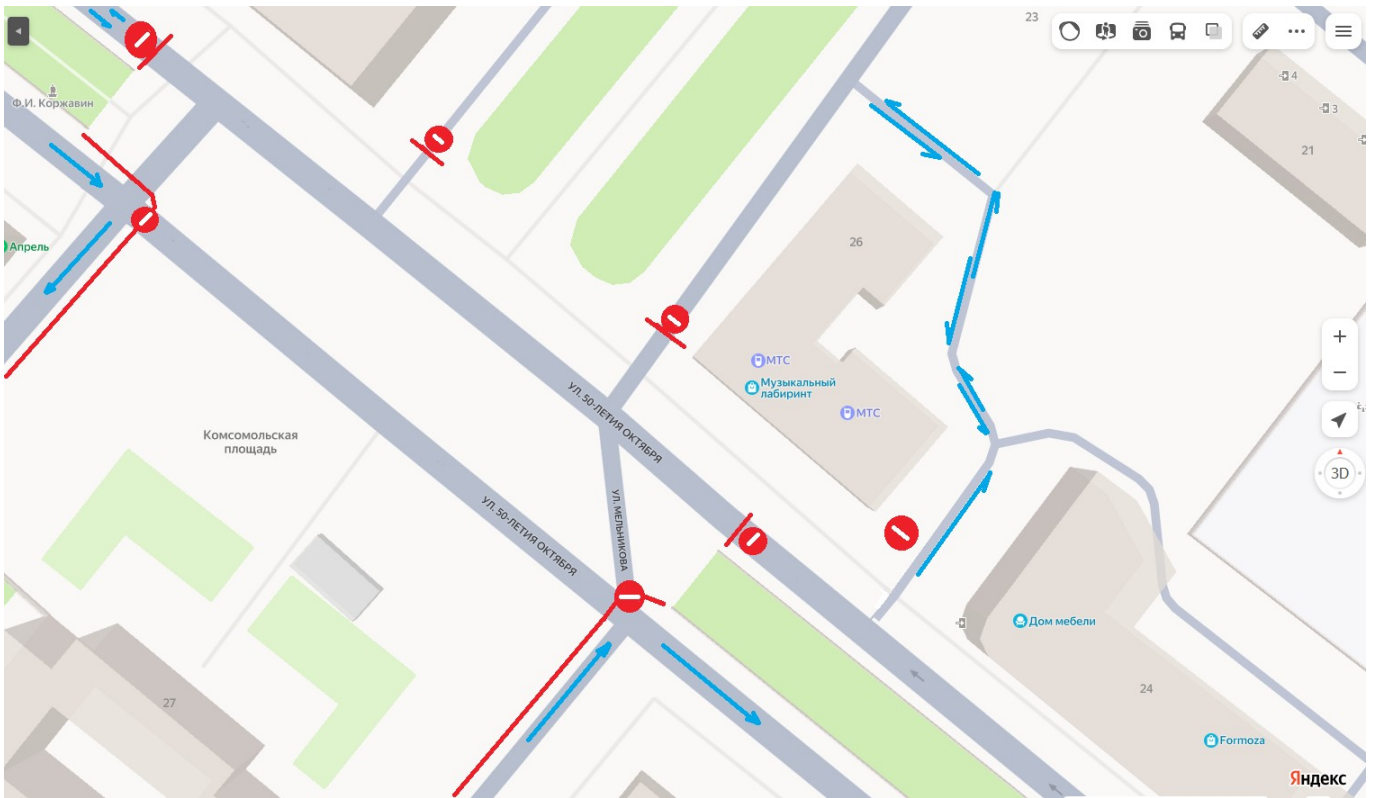 23
4
3
21
Ф.И. Коржавин
Апрель
26
МТС
Музыкальный
лабиринт
МТС
УЛ. 50-ЛЕТИЯ ОКТЯБРЯ
Комсомольская
площадь
УЛ. 50-ЛЕТИЯ ОКТЯБРЯ
УЛ. МЕЛЬНИКОВА
3D
Дом мебели
24
27
Formoza
Яндекс